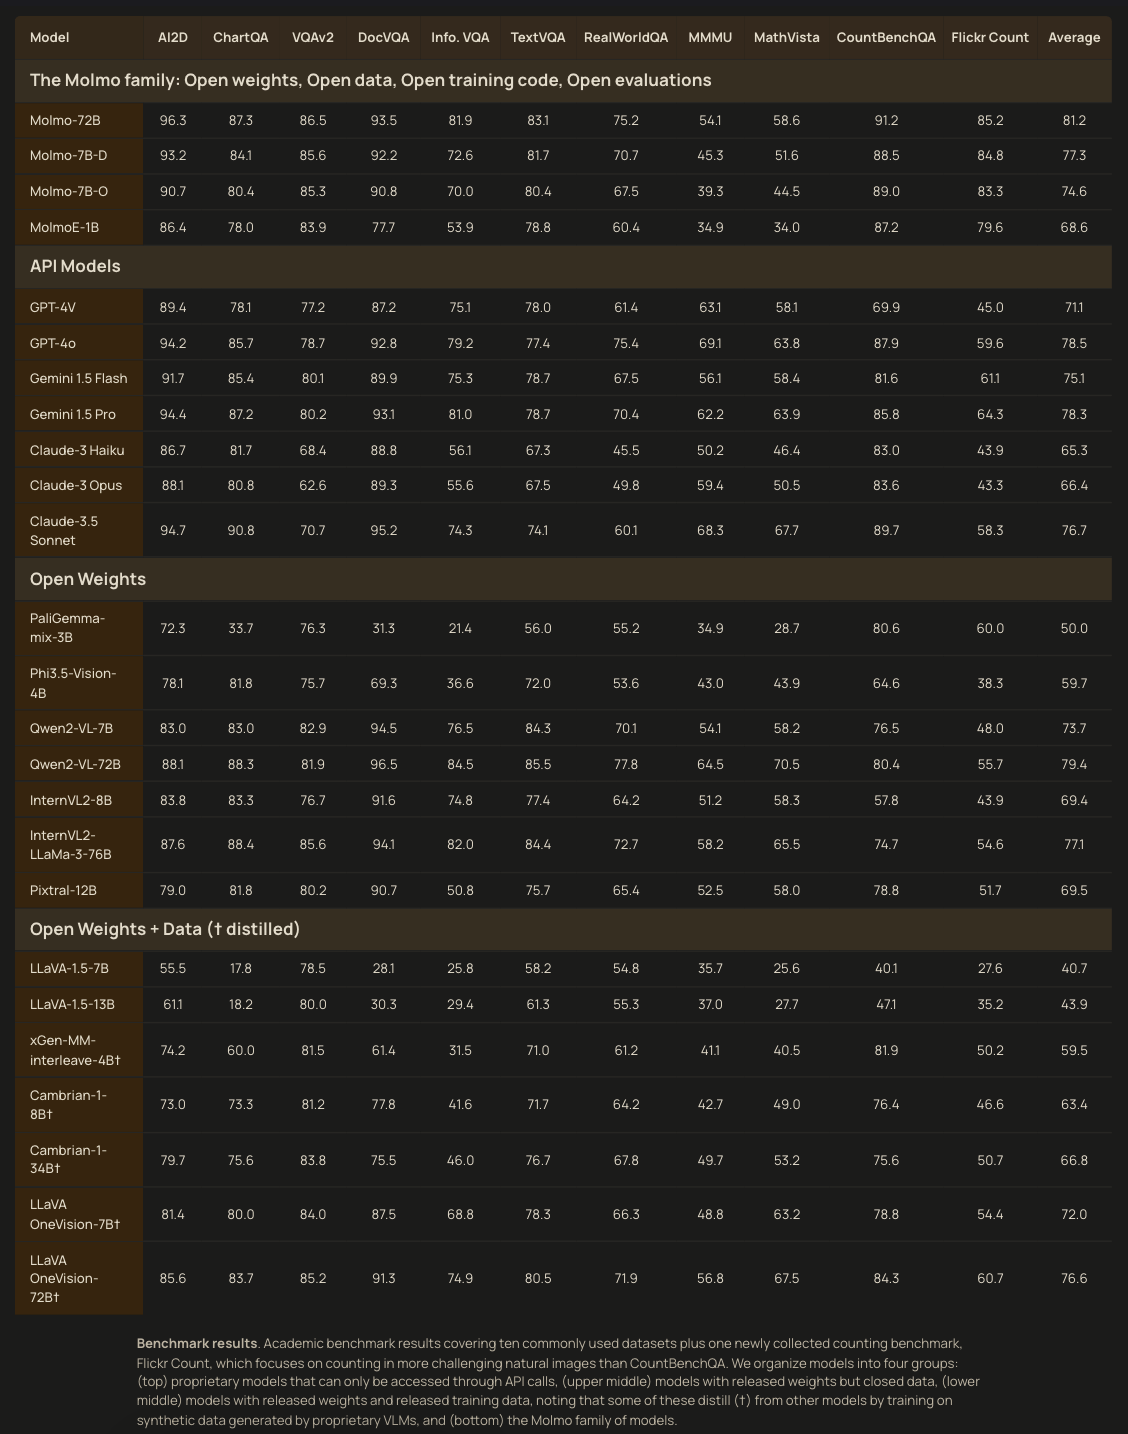 Model AI2D ChartQA VQAv2 DocVQA Info. VQA TextVQA RealWorldQA MMMU MathVista CountBenchQA Flickr Count Average
The Molmo family: Open weights, Open data, Open training code, Open evaluations
Molmo-72B 96.3 87.3 86.5 93.5 81.9 83.1 75.2 54.1 58.6 91.2 85.2 81.2
Molmo-7B-D 93.2 84.1 85.6 92.2 72.6 81.7 70.7 45.3 51.6 88.5 84.8 77.3
Molmo-7B-O 90.7 80.4 85.3 90.8 70.0 80.4 67.5 39.3 44.5 89.0 83.3 74.6
MolmoE-1B 86.4 78.0 83.9 77.7 53.9 78.8 60.4 34.9 34.0 87.2 79.6 68.6
API Models
GPT-4V 89.4 78.1 77.2 87.2 75.1 78.0 61.4 63.1 58.1 69.9 45.0 71.1
GPT-4o 94.2 85.7 78.7 92.8 79.2 77.4 75.4 69.1 63.8 87.9 59.6 78.5
Gemini 1.5 Flash 91.7 85.4 80.1 89.9 75.3 78.7 67.5 56.1 58.4 81.6 61.1 75.1
Gemini 1.5 Pro 94.4 87.2 80.2 93.1 81.0 78.7 70.4 62.2 63.9 85.8 64.3 78.3
Claude-3 Haiku 86.7 81.7 68.4 88.8 56.1 67.3 45.5 50.2 46.4 83.0 43.9 65.3
Claude-3 Opus 88.1 80.8 62.6 89.3 55.6 67.5 49.8 59.4 50.5 83.6 43.3 66.4
Claude-3.5
Sonnet 94.7 90.8 70.7 95.2 74.3 74.1 60.1 68.3 67.7 89.7 58.3 76.7
Open Weights
PaliGemma-
mix-3B 72.3 33.7 76.3 31.3 21.4 56.0 55.2 34.9 28.7 80.6 60.0 50.0
Phi3.5-Vision-
4B 78.1 81.8 75.7 69.3 36.6 72.0 53.6 43.0 43.9 64.6 38.3 59.7
Qwen2-VL-7B 83.0 83.0 82.9 94.5 76.5 84.3 70.1 54.1 58.2 76.5 48.0 73.7
Qwen2-VL-72B 88.1 88.3 81.9 96.5 84.5 85.5 77.8 64.5 70.5 80.4 55.7 79.4
InternVL2-8B 83.8 83.3 76.7 91.6 74.8 77.4 64.2 51.2 58.3 57.8 43.9 69.4
InternVL2-
LLaMa-3-76B 87.6 88.4 85.6 94.1 82.0 84.4 72.7 58.2 65.5 74.7 54.6 77.1
Pixtral-12B 79.0 81.8 80.2 90.7 50.8 75.7 65.4 52.5 58.0 78.8 51.7 69.5
Open Weights + Data († distilled)
LLaVA-1.5-7B 55.5 17.8 78.5 28.1 25.8 58.2 54.8 35.7 25.6 40.1 27.6 40.7
LLaVA-1.5-13B 61.1 18.2 80.0 30.3 29.4 61.3 55.3 37.0 27.7 47.1 35.2 43.9
xGen-MM-
interleave-4B† 74.2 60.0 81.5 61.4 31.5 71.0 61.2 41.1 40.5 81.9 50.2 59.5
Cambrian-1-
8B† 73.0 73.3 81.2 77.8 41.6 71.7 64.2 42.7 49.0 76.4 46.6 63.4
Cambrian-1-
34B† 79.7 75.6 83.8 75.5 46.0 76.7 67.8 49.7 53.2 75.6 50.7 66.8
LLaVA
OneVision-7B† 81.4 80.0 84.0 87.5 68.8 78.3 66.3 48.8 63.2 78.8 54.4 72.0
LLaVA
OneVision-
72B† 85.6 83.7 85.2 91.3 74.9 80.5 71.9 56.8 67.5 84.3 60.7 76.6
Benchmark results. Academic benchmark results covering ten commonly used datasets plus one newly collected counting benchmark,
Flickr Count, which focuses on counting in more challenging natural images than CountBenchQA. We organize models into four groups:
(top) proprietary models that can only be accessed through API calls, (upper middle) models with released weights but closed data, (lower
middle) models with released weights and released training data, noting that some of these distill (†) from other models by training on
synthetic data generated by proprietary VLMs, and (bottom) the Molmo family of models.